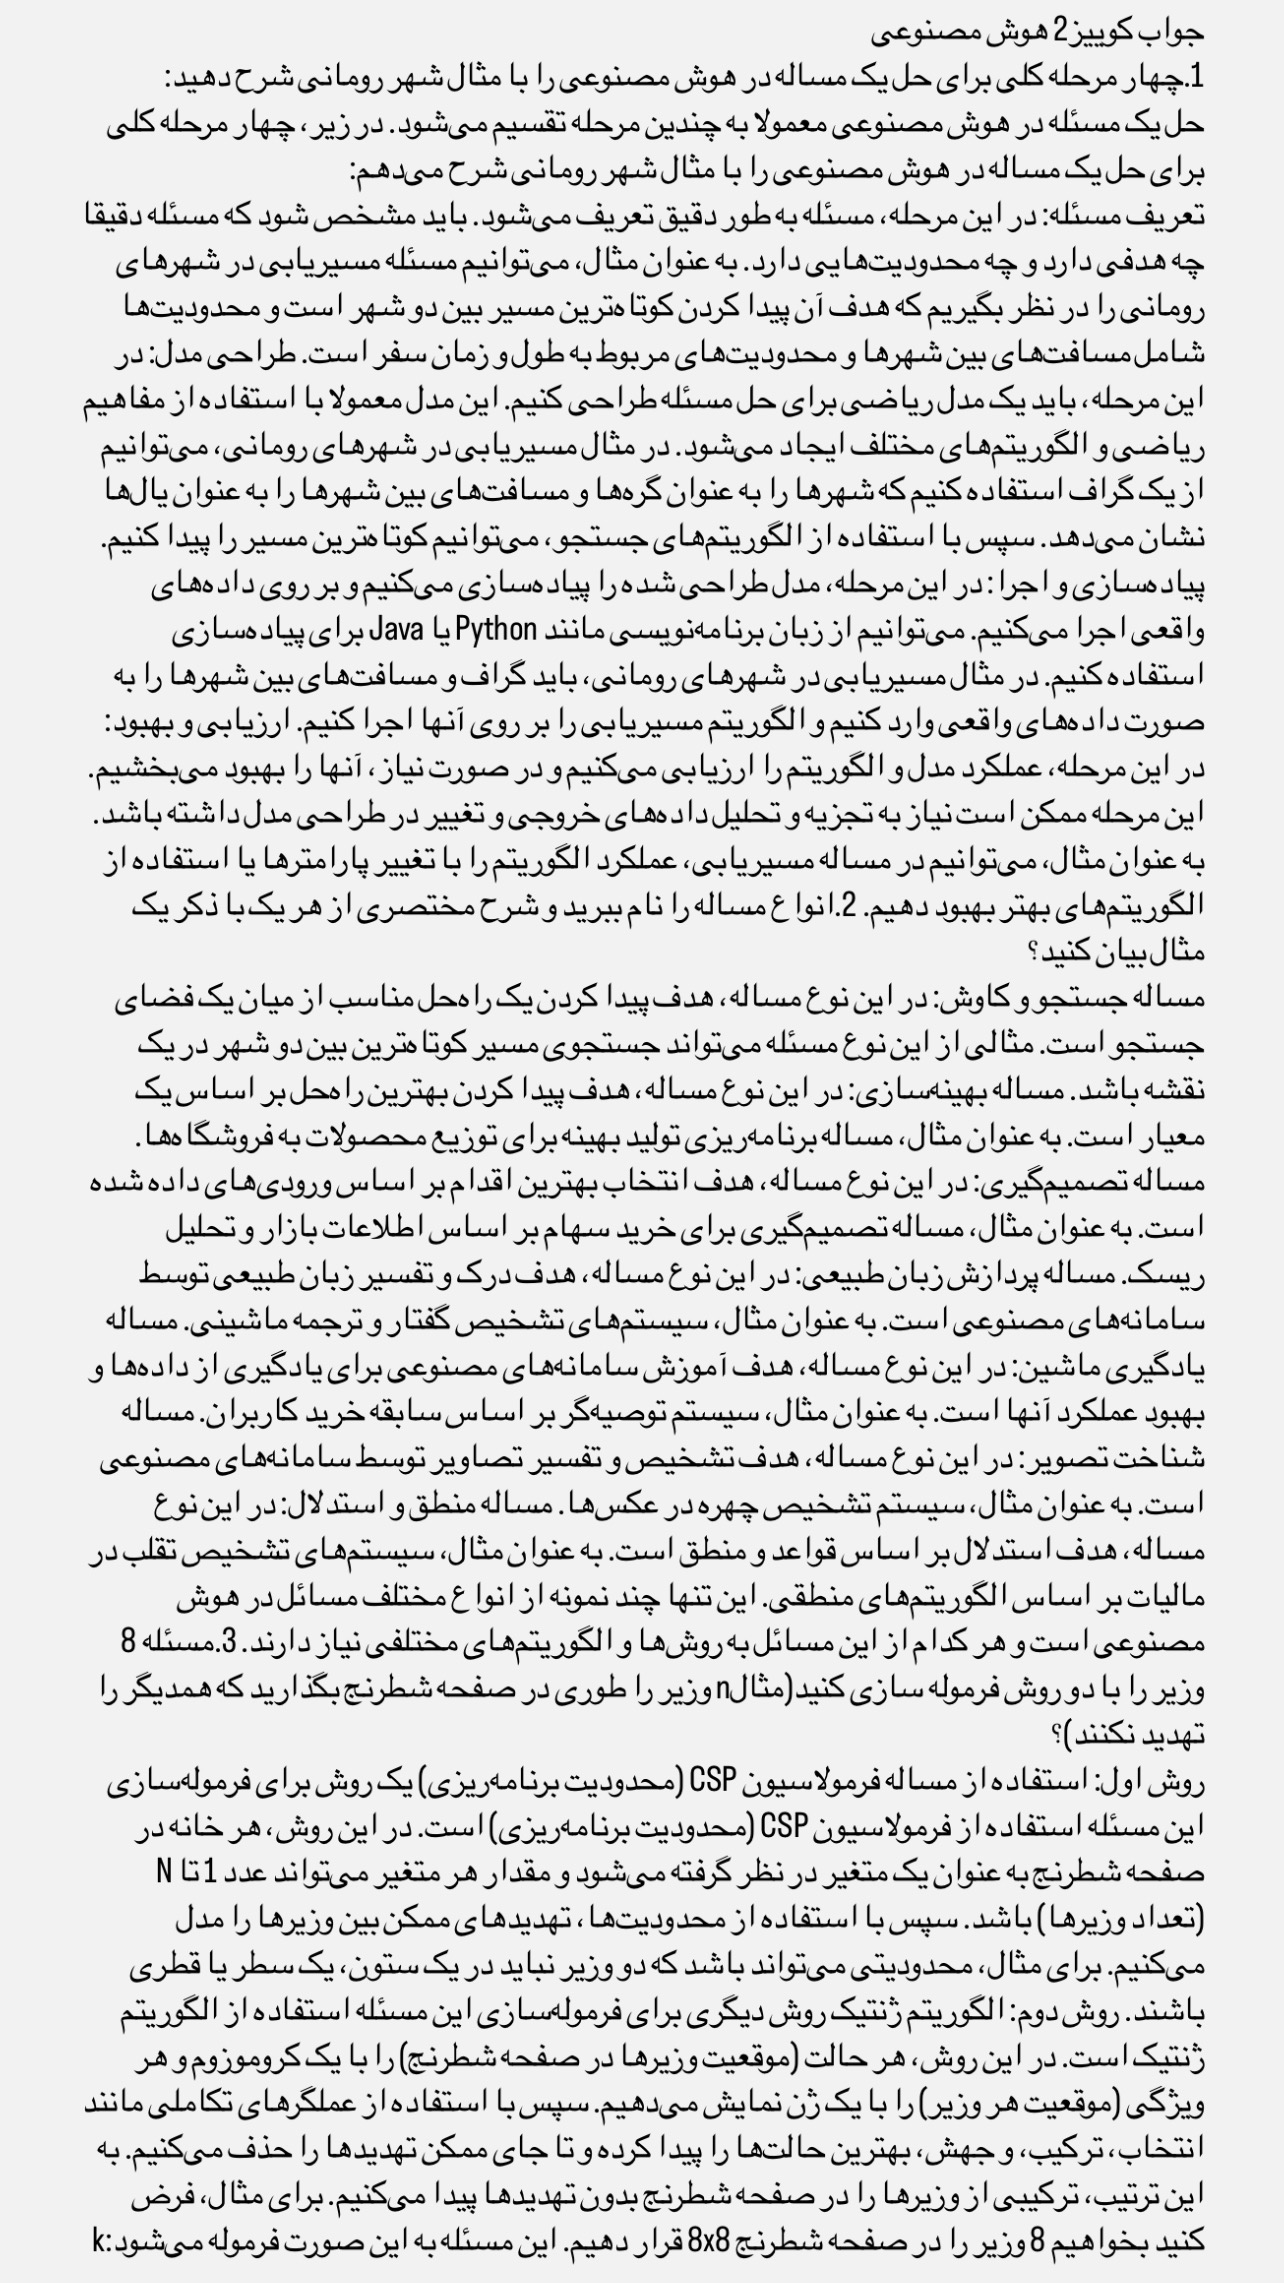 جواب کوییز2 هوش مصنوعی
1.چهار مرحله کلی برای حل یک مساله در هوش مصنوعی را با مثال شهر رومانی شرح دهید:
حل یک مسئله در هوش مصنوعی معمولا به چندین مرحله تقسیم می‌شود. در زیر، چهار مرحله کلی
برای حل یک مساله در هوش مصنوعی را با مثال شهر رومانی شرح می‌دهم:
تعریف مسئله: در این مرحله، مسئله به طور دقیق تعریف می‌شود. باید مشخص شود که مسئله دقیقا
چه هدفی دارد و چه محدودیت‌هایی دارد. به عنوان مثال، می‌توانیم مسئله مسیریابی در شهرهای
رومانی را در نظر بگیریم که هدف آن پیدا کردن کوتاه‌ترین مسیر بین دو شهر است و محدودیت‌ها
شامل مسافت‌های بین شهرها و محدودیت‌های مربوط به طول و زمان سفر است. طراحی مدل: در
این مرحله، باید یک مدل ریاضی برای حل مسئله طراحی کنیم. این مدل معمولا با استفاده از مفاهیم
ریاضی و الگوریتم‌های مختلف ایجاد می‌شود. در مثال مسیریابی در شهرهای رومانی، می‌توانیم
از یک گراف استفاده کنیم که شهرها را به عنوان گره‌ها و مسافت‌های بین شهرها را به عنوان یال‌ها
نشان می‌دهد. سپس با استفاده از الگوریتم‌های جستجو، می‌توانیم کوتاه‌ترین مسیر را پیدا کنیم.
پیاده‌سازی و اجرا: در این مرحله، مدل طراحی شده را پیاده‌سازی می‌کنیم و بر روی داده‌های
واقعی اجرا می‌کنیم. می‌توانیم از زبان برنامه‌نویسی مانند Python یا Java برای پیاده‌سازی
استفاده کنیم. در مثال مسیریابی در شهرهای رومانی، باید گراف و مسافت‌های بین شهرها را به
صورت داده‌های واقعی وارد کنیم و الگوریتم مسیریابی را بر روی آنها اجرا کنیم. ارزیابی و بهبود:
در این مرحله، عملکرد مدل و الگوریتم را ارزیابی می‌کنیم و در صورت نیاز، آنها را بهبود می‌بخشیم.
این مرحله ممکن است نیاز به تجزیه و تحلیل داده‌های خروجی و تغییر در طراحی مدل داشته باشد.
به عنوان مثال، می‌توانیم در مساله مسیریابی، عملکرد الگوریتم را با تغییر پارامترها یا استفاده از
الگوریتم‌های بهتر بهبود دهیم. 2.انواع مساله را نام ببرید و شرح مختصری از هر یک با ذکر یک
مثال بیان کنید؟
مساله جستجو و کاوش: در این نوع مساله، هدف پیدا کردن یک راه‌حل مناسب از میان یک فضای
جستجو است. مثالی از این نوع مسئله می‌تواند جستجوی مسیر کوتاه‌ترین بین دو شهر در یک
نقشه باشد. مساله بهینه‌سازی: در این نوع مساله، هدف پیدا کردن بهترین راه‌حل بر اساس یک
معیار است. به عنوان مثال، مساله برنامه‌ریزی تولید بهینه برای توزیع محصولات به فروشگاه‌ها.
مساله تصمیم‌گیری: در این نوع مساله، هدف انتخاب بهترین اقدام بر اساس ورودی‌های داده شده
است. به عنوان مثال، مساله تصمیم‌گیری برای خرید سهام بر اساس اطلاعات بازار و تحلیل
ریسک. مساله پردازش زبان طبیعی: در این نوع مساله، هدف درک و تفسیر زبان طبیعی توسط
سامانه‌های مصنوعی است. به عنوان مثال، سیستم‌های تشخیص گفتار و ترجمه ماشینی. مساله
یادگیری ماشین: در این نوع مساله، هدف آموزش سامانه‌های مصنوعی برای یادگیری از داده‌ها و
بهبود عملکرد آنها است. به عنوان مثال، سیستم توصیه‌گر بر اساس سابقه خرید کاربران. مساله
شناخت تصویر: در این نوع مساله، هدف تشخیص و تفسیر تصاویر توسط سامانه‌های مصنوعی
است. به عنوان مثال، سیستم تشخیص چهره در عکس‌ها. مساله منطق و استدلال: در این نوع
مساله، هدف استدلال بر اساس قواعد و منطق است. به عنوان مثال، سیستم‌های تشخیص تقلب در
مالیات بر اساس الگوریتم‌های منطقی. این تنها چند نمونه از انواع مختلف مسائل در هوش
مصنوعی است و هر کدام از این مسائل به روش‌ها و الگوریتم‌های مختلفی نیاز دارند. 3.مسئله 8
وزیر را با دو روش فرموله سازی کنید(مثالn وزیر را طوری در صفحه شطرنج بگذارید که همدیگر را
تهدید نکنند)؟
روش اول: استفاده از مساله فرمولاسیون CSP (محدودیت برنامه‌ریزی) یک روش برای فرموله‌سازی
این مسئله استفاده از فرمولاسیون CSP (محدودیت برنامه‌ریزی) است. در این روش، هر خانه در
صفحه شطرنج به عنوان یک متغیر در نظر گرفته می‌شود و مقدار هر متغیر می‌تواند عدد 1 تا N
(تعداد وزیرها) باشد. سپس با استفاده از محدودیت‌ها، تهدیدهای ممکن بین وزیرها را مدل
می‌کنیم. برای مثال، محدودیتی می‌تواند باشد که دو وزیر نباید در یک ستون، یک سطر یا قطری
باشند. روش دوم: الگوریتم ژنتیک روش دیگری برای فرموله‌سازی این مسئله استفاده از الگوریتم
ژنتیک است. در این روش، هر حالت (موقعیت وزیرها در صفحه شطرنج) را با یک کروموزوم و هر
ویژگی (موقعیت هر وزیر) را با یک ژن نمایش می‌دهیم. سپس با استفاده از عملگرهای تکاملی مانند
انتخاب، ترکیب، و جهش، بهترین حالت‌ها را پیدا کرده و تا جای ممکن تهدیدها را حذف می‌کنیم. به
این ترتیب، ترکیبی از وزیرها را در صفحه شطرنج بدون تهدیدها پیدا می‌کنیم. برای مثال، فرض
کنید بخواهیم 8 وزیر را در صفحه شطرنج 8x8 قرار دهیم. این مسئله به این صورت فرموله می‌شود: k